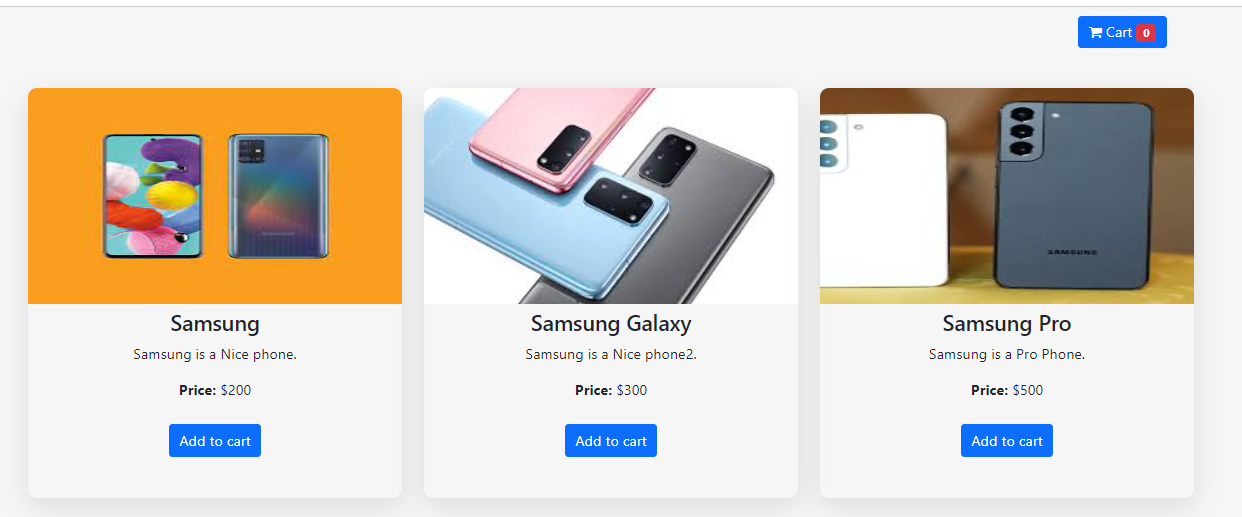 Cart 0
SAMSUNG
Samsung
Samsung is a Nice phone.
Price: $200
Add to cart
Samsung Galaxy
Samsung is a Nice phone2.
Price: $300
Add to cart
SAMSUNG
Samsung Pro
Samsung is a Pro Phone.
Price: $500
Add to cart